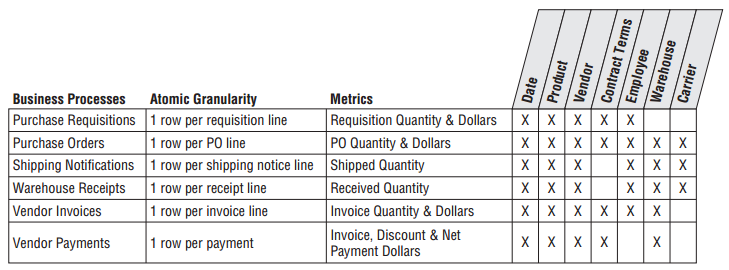 Date Product Vendor Contract Terms Employee Warehouse Carrier
Business Processes Atomic Granularity Metrics
Purchase Requisitions 1 row per requisition line Requisition Quantity & Dollars X X X X X
Purchase Orders 1 row per PO line PO Quantity & Dollars X X X X X X X
Shipping Notifications 1 row per shipping notice line Shipped Quantity X X X X X X
Warehouse Receipts 1 row per receipt line Received Quantity X X X X X X
Vendor Invoices 1 row per invoice line Invoice Quantity & Dollars X X X X X X
Vendor Payments 1 row per payment Invoice, Discount & Net
Payment Dollars X X X X X